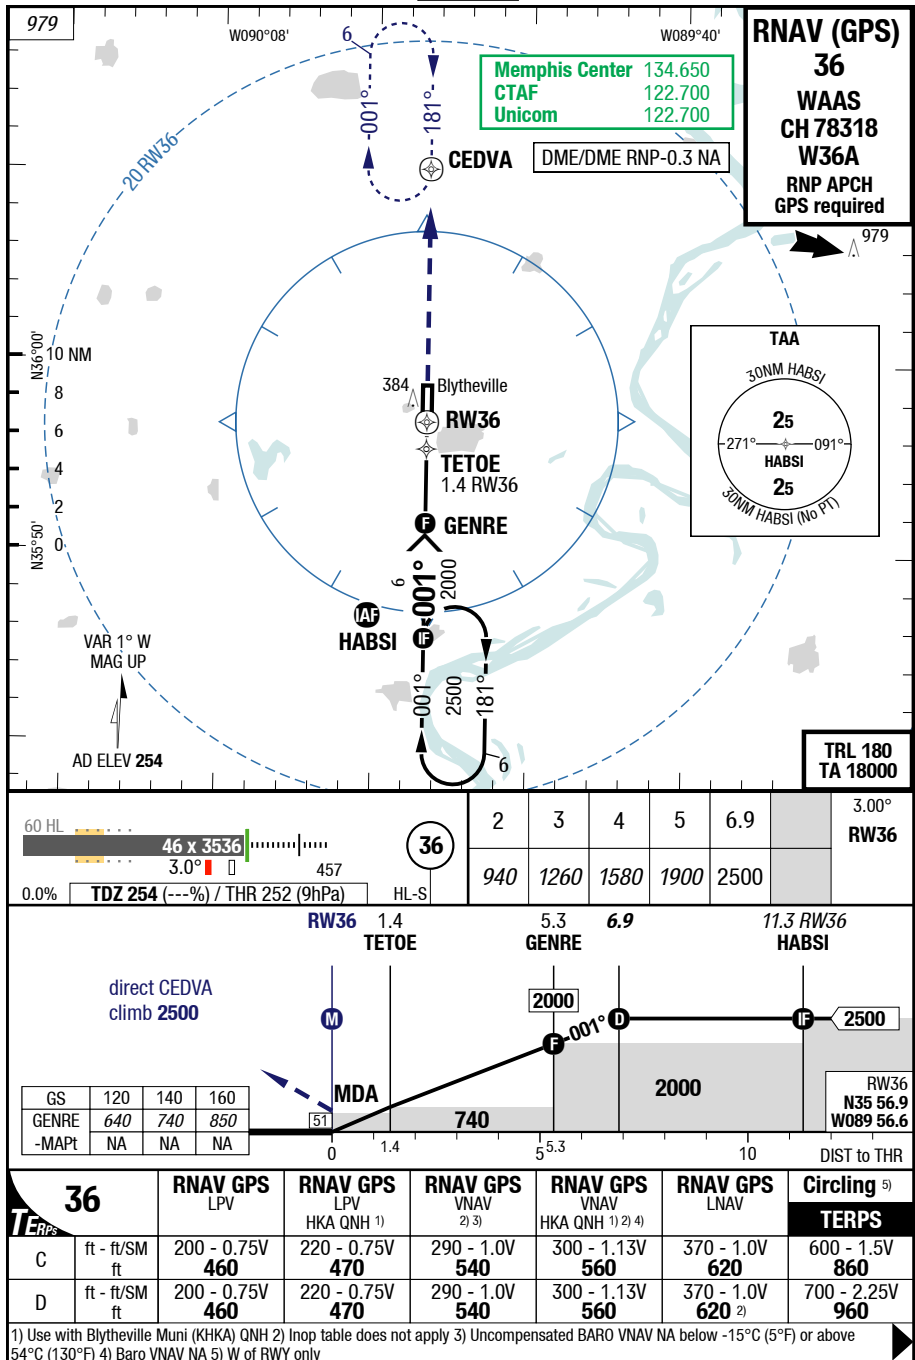 979
W090°08'
W089°40'
6
Memphis Center 134.650
CTAF 122.700
Unicom 122.700
RNAV (GPS)
36
WAAS
CH 78318
W36A
RNP APCH
GPS required
001°
181°
CEDVA
DME/DME RNP-0.3 NA
20 RW36
979
N36°00'
10 NM
8
6
4
2
0
N35°50'
384
Blytheville
RW36
TETOE
1.4 RW36
GENRE
F
TAA
30NM HABSI
25
271°
091°
HABSI
25
30NM HABSI (No PT)
6
001°
2000
IAF
HABSI
IF
001°
2500
181°
6
VAR 1° W
MAG UP
AD ELEV 254
TRL 180
TA 18000
60 HL
46 x 3536
3.0°
457
0.0%
TDZ 254 (---%) / THR 252 (9hPa)
HL-S
36
2 3 4 5 6.9
940 1260 1580 1900 2500
3.00°
RW36
RW36 1.4 5.3 6.9 11.3 RW36
TETOE GENRE HABSI
direct CEDVA
climb 2500
M
2000
F
001°
D
IF
2500
MDA
740
2000
51
GS 120 140 160
GENRE 640 740 850
-MAPt NA NA NA
RW36
N35 56.9
W089 56.6
0 1.4 5 5.3 10 DIST to THR
TERPs
36
RNAV GPS
LPV
RNAV GPS
LPV
HKA QNH 1)
RNAV GPS
VNAV
2) 3)
RNAV GPS
VNAV
HKA QNH 1) 2) 4)
RNAV GPS
LNAV
Circling 5)
TERPS
C ft - ft/SM 200 - 0.75V 220 - 0.75V 290 - 1.0V 300 - 1.13V 370 - 1.0V 600 - 1.5V
ft 460 470 540 560 620 860
D ft - ft/SM 200 - 0.75V 220 - 0.75V 290 - 1.0V 300 - 1.13V 370 - 1.0V 700 - 2.25V
ft 460 470 540 560 620 2) 960
1) Use with Blytheville Muni (KHKA) QNH 2) Inop table does not apply 3) Uncompensated BARO VNAV NA below -15°C (5°F) or above
54°C (130°F) 4) Baro VNAV NA 5) W of RWY only